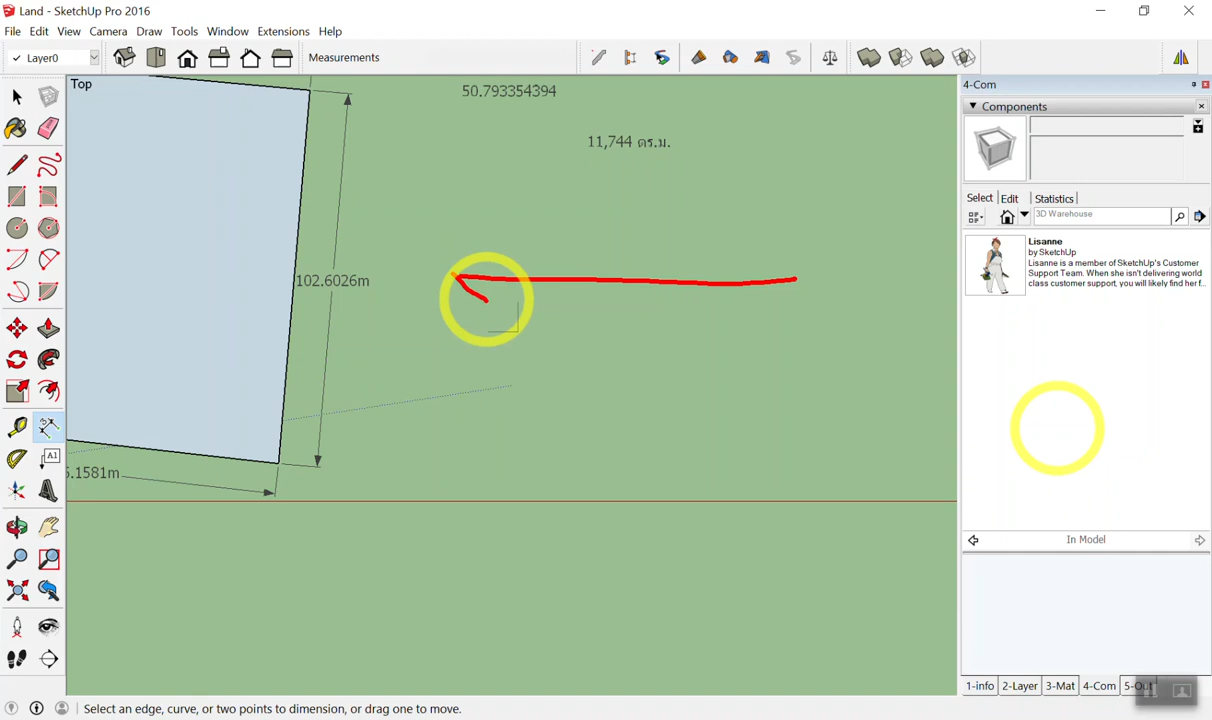 Land - SketchUp Pro 2016
File Edit View Camera Draw Tools Window Extensions Help
Layer0
Measurements
Top
50.793354394
11,744 ตร.ม.
102.6026m
5.1581m
A1
4-Com
Components
Select Edit Statistics
3D Warehouse
Lisanne
by SketchUp
Lisanne is a member of SketchUp's Customer
Support Team. When she isn't delivering world
class customer support, you will likely find her f...
In Model
1-info 2-Layer 3-Mat 4-Com 5-Out
Select an edge, curve, or two points to dimension, or drag one to move.